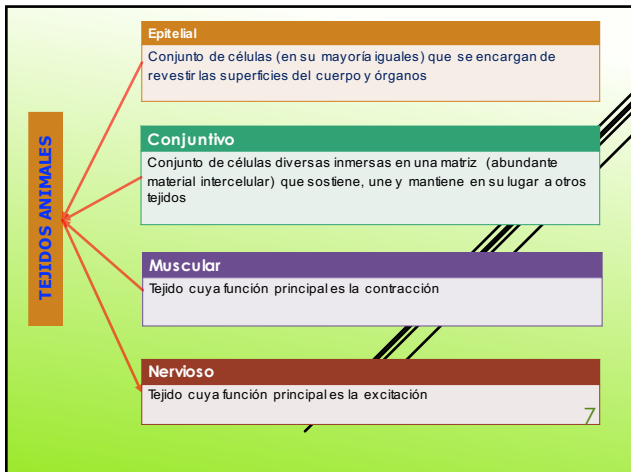 TEJIDOS ANIMALES
Epitelial
Conjunto de células (en su mayoría iguales) que se encargan de
revestir las superficies del cuerpo y órganos
Conjuntivo
Conjunto de células diversas inmersas en una matriz (abundante
material intercelular) que sostiene, une y mantiene en su lugar a otros
tejidos
Muscular
Tejido cuya función principal es la contracción
Nervioso
Tejido cuya función principal es la excitación
7